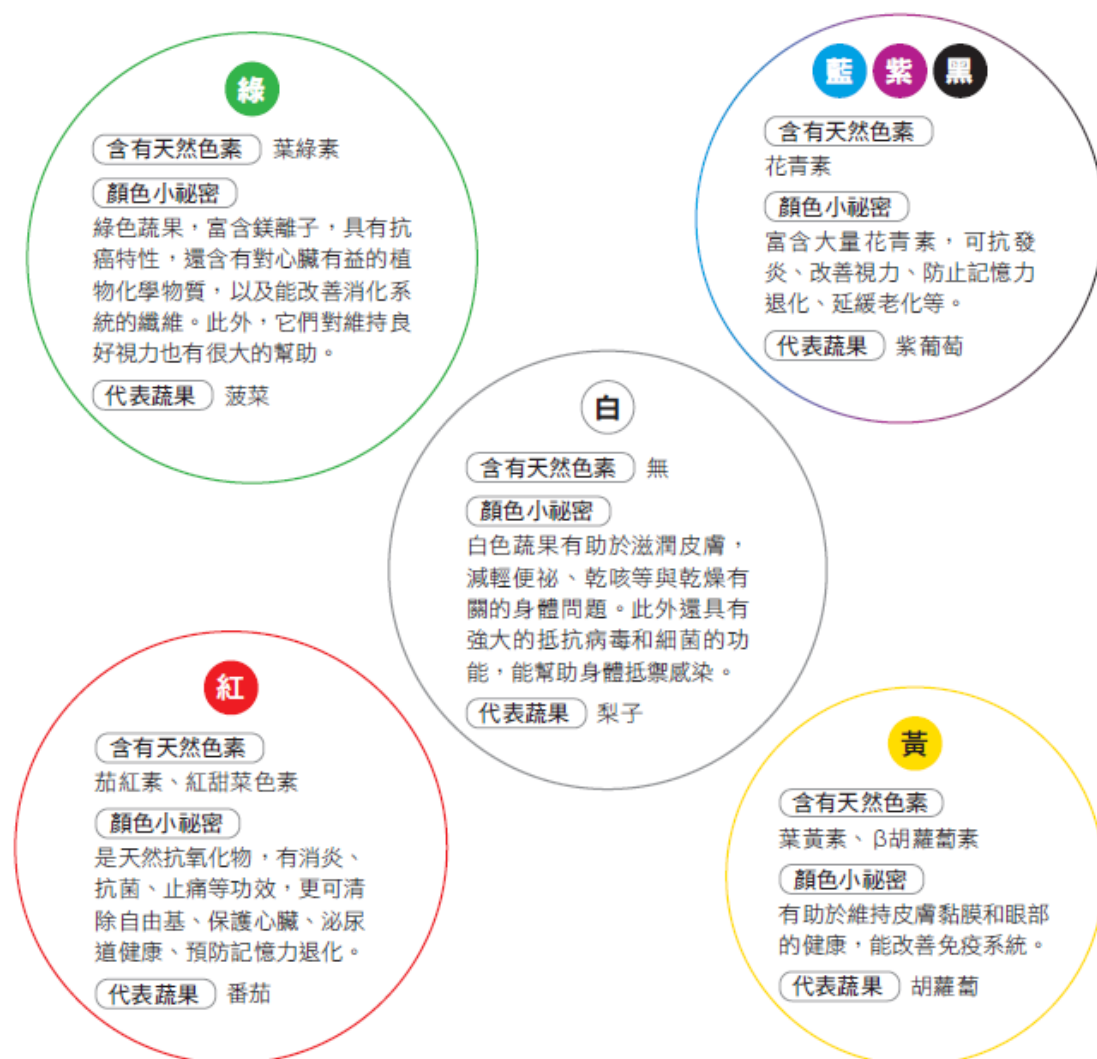 綠
含有天然色素 葉綠素
顏色小祕密
綠色蔬果，富含鎂離子，具有抗
癌特性，還含有對心臟有益的植
物化學物質，以及能改善消化系
統的纖維。此外，它們對維持良
好視力也有很大的幫助。
代表蔬果 菠菜
藍 紫 黑
含有天然色素
花青素
顏色小祕密
富含大量花青素，可抗發
炎、改善視力、防止記憶力
退化、延緩老化等。
代表蔬果 紫葡萄
白
含有天然色素 無
顏色小祕密
白色蔬果有助於滋潤皮膚，
減輕便祕、乾咳等與乾燥有
關的身體問題。此外還具有
強大的抵抗病毒和細菌的功
能，能幫助身體抵禦感染。
代表蔬果 梨子
紅
含有天然色素
茄紅素、紅甜菜色素
顏色小祕密
是天然抗氧化物，有消炎、
抗菌、止痛等功效，更可清
除自由基、保護心臟、泌尿
道健康、預防記憶力退化。
代表蔬果 番茄
黃
含有天然色素
葉黃素、β胡蘿蔔素
顏色小祕密
有助於維持皮膚黏膜和眼部
的健康，能改善免疫系統。
代表蔬果 胡蘿蔔